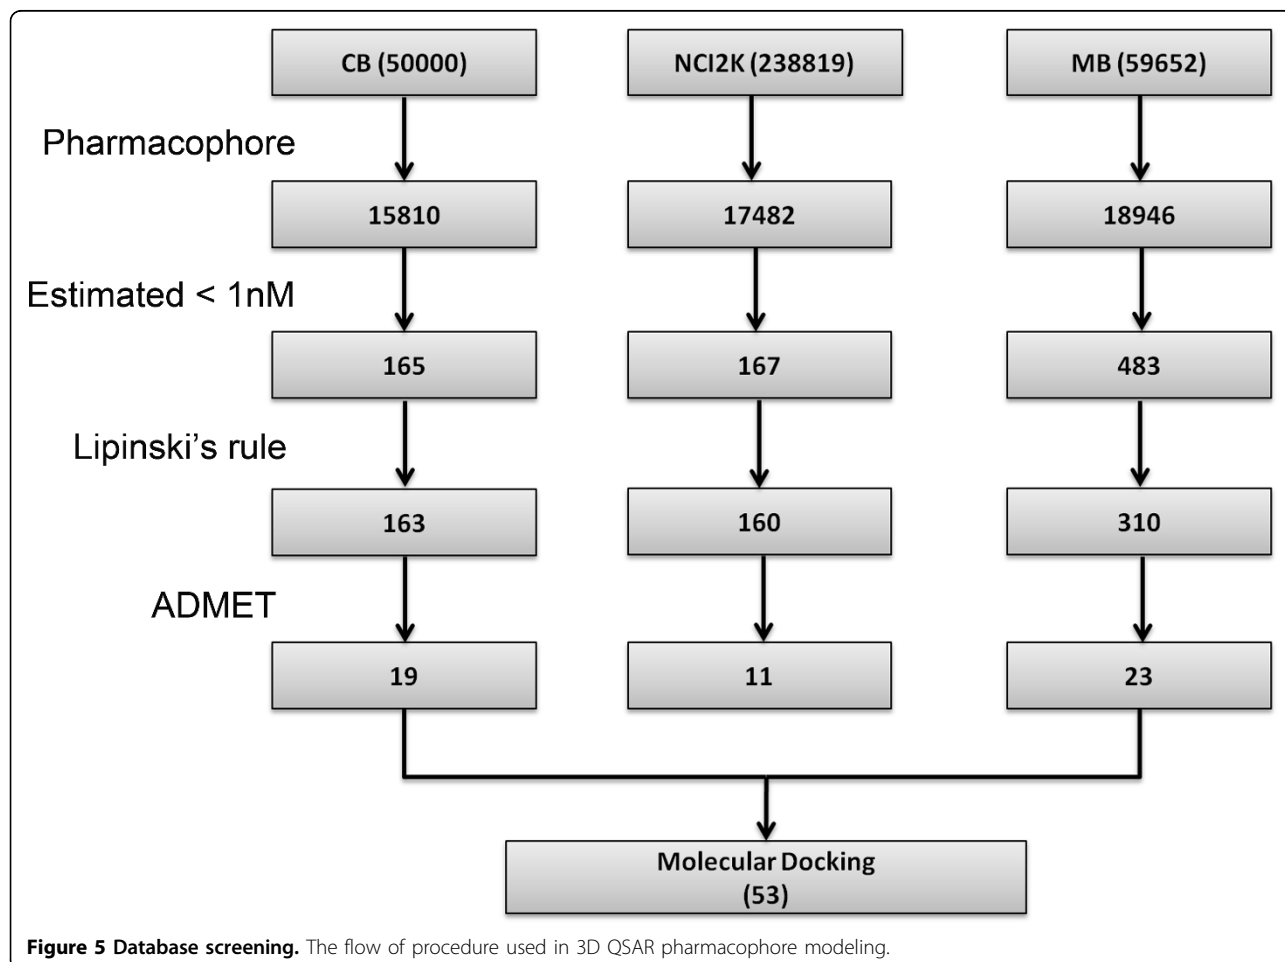 CB (50000)
NCI2K (238819)
MB (59652)
Pharmacophore
15810
17482
18946
Estimated < 1nM
165
167
483
Lipinski's rule
163
160
310
ADMET
19
11
23
Molecular Docking
(53)
Figure 5 Database screening. The flow of procedure used in 3D QSAR pharmacophore modeling.